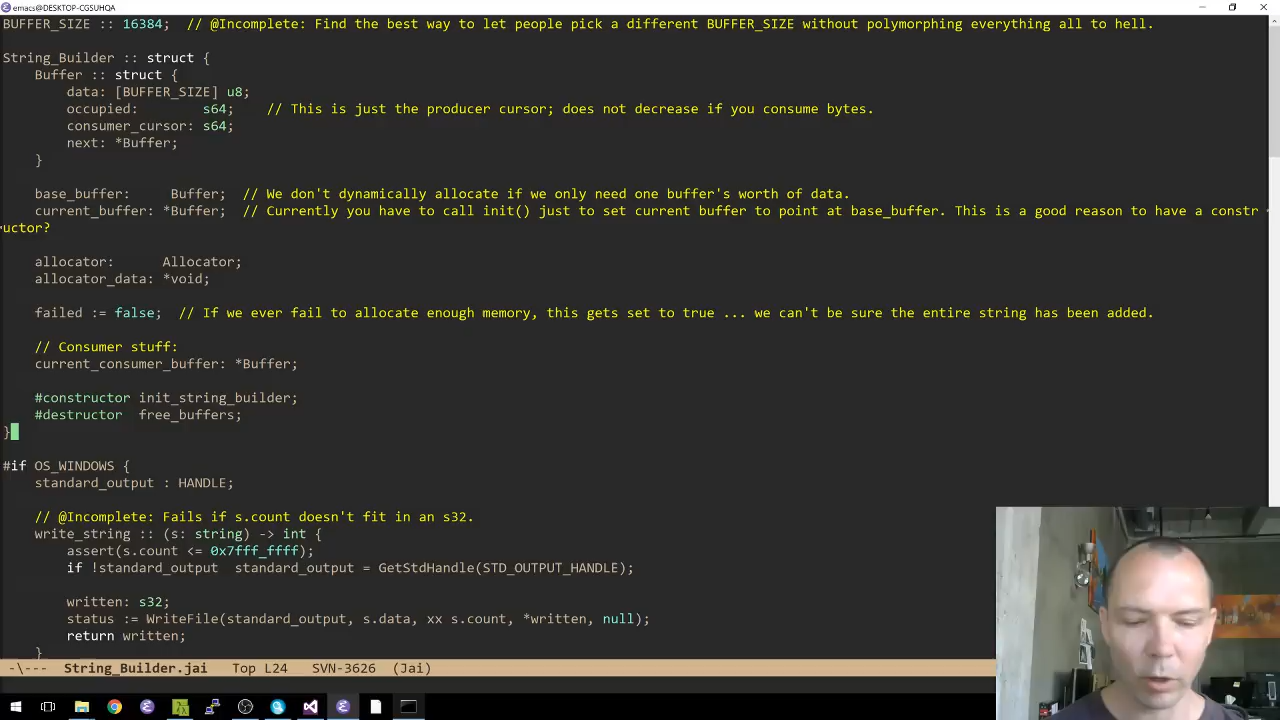 emacs@DESKTOP-CGSUHQA
BUFFER_SIZE :: 16384;  // @Incomplete: Find the best way to let people pick a different BUFFER_SIZE without polymorphing everything all to hell.
String_Builder :: struct {
    Buffer :: struct {
        data: [BUFFER_SIZE] u8;
        occupied:        s64;    // This is just the producer cursor; does not decrease if you consume bytes.
        consumer_cursor: s64;
        next: *Buffer;
    }
    base_buffer:     Buffer;  // We don't dynamically allocate if we only need one buffer's worth of data.
    current_buffer: *Buffer;  // Currently you have to call init() just to set current buffer to point at base_buffer. This is a good reason to have a constr
uctor?
    allocator:      Allocator;
    allocator_data: *void;
    failed := false;  // If we ever fail to allocate enough memory, this gets set to true ... we can't be sure the entire string has been added.
    // Consumer stuff:
    current_consumer_buffer: *Buffer;
    #constructor init_string_builder;
    #destructor  free_buffers;
}
#if OS_WINDOWS {
    standard_output : HANDLE;
    // @Incomplete: Fails if s.count doesn't fit in an s32.
    write_string :: (s: string) -> int {
        assert(s.count <= 0x7fff_ffff);
        if !standard_output  standard_output = GetStdHandle(STD_OUTPUT_HANDLE);
        written: s32;
        status := WriteFile(standard_output, s.data, xx s.count, *written, null);
        return written;
    }
-\---  String_Builder.jai   Top L24   SVN-3626  (Jai)